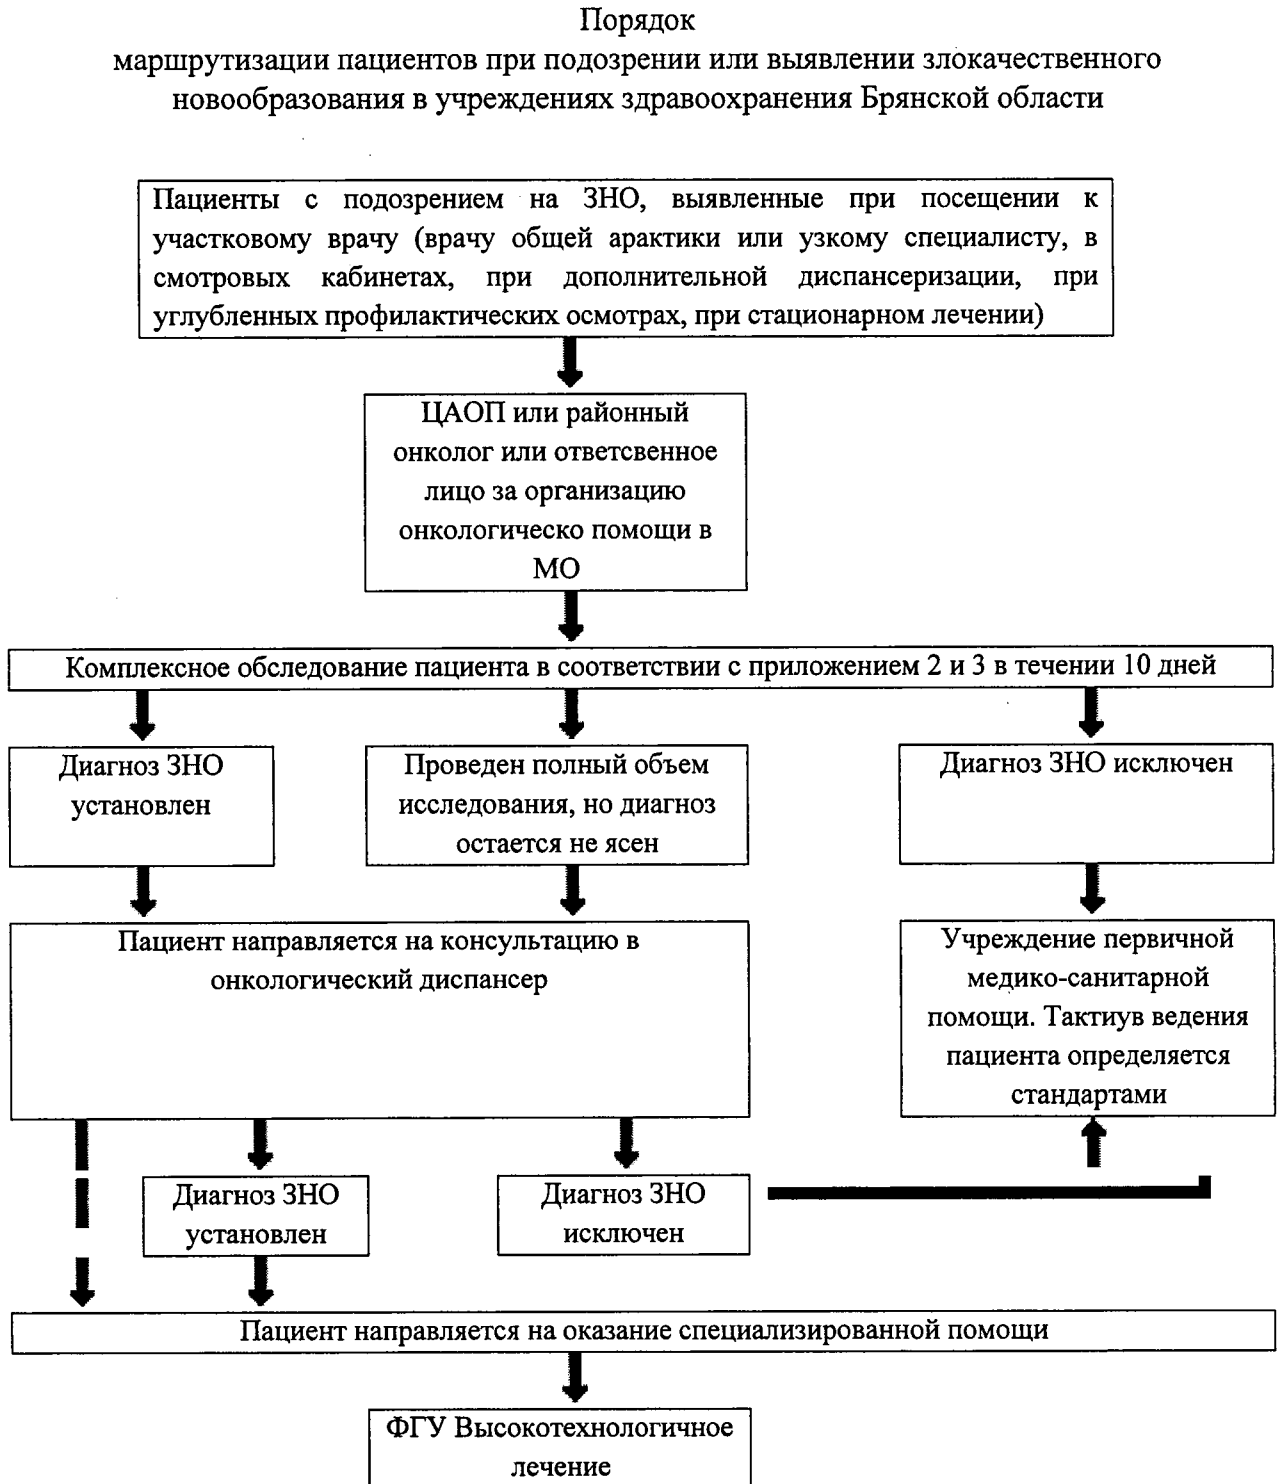 Порядок
маршрутизации пациентов при подозрении или выявлении злокачественного
новообразования в учреждениях здравоохранения Брянской области
Пациенты с подозрением на ЗНО, выявленные при посещении к
участковому врачу (врачу общей арактики или узкому специалисту, в
смотровых кабинетах, при дополнительной диспансеризации, при
углубленных профилактических осмотрах, при стационарном лечении)
ЦАОП или районный
онколог или ответсвенное
лицо за организацию
онкологическо помощи в
МО
Комплексное обследование пациента в соответствии с приложением 2 и 3 в течении 10 дней
Диагноз ЗНО
установлен
Проведен полный объем
исследования, но диагноз
остается не ясен
Диагноз ЗНО исключен
Пациент направляется на консультацию в
онкологический диспансер
Учреждение первичной
медико-санитарной
помощи. Тактиув ведения
пациента определяется
стандартами
Диагноз ЗНО
установлен
Диагноз ЗНО
исключен
Пациент направляется на оказание специализированной помощи
ФГУ Высокотехнологичное
лечение